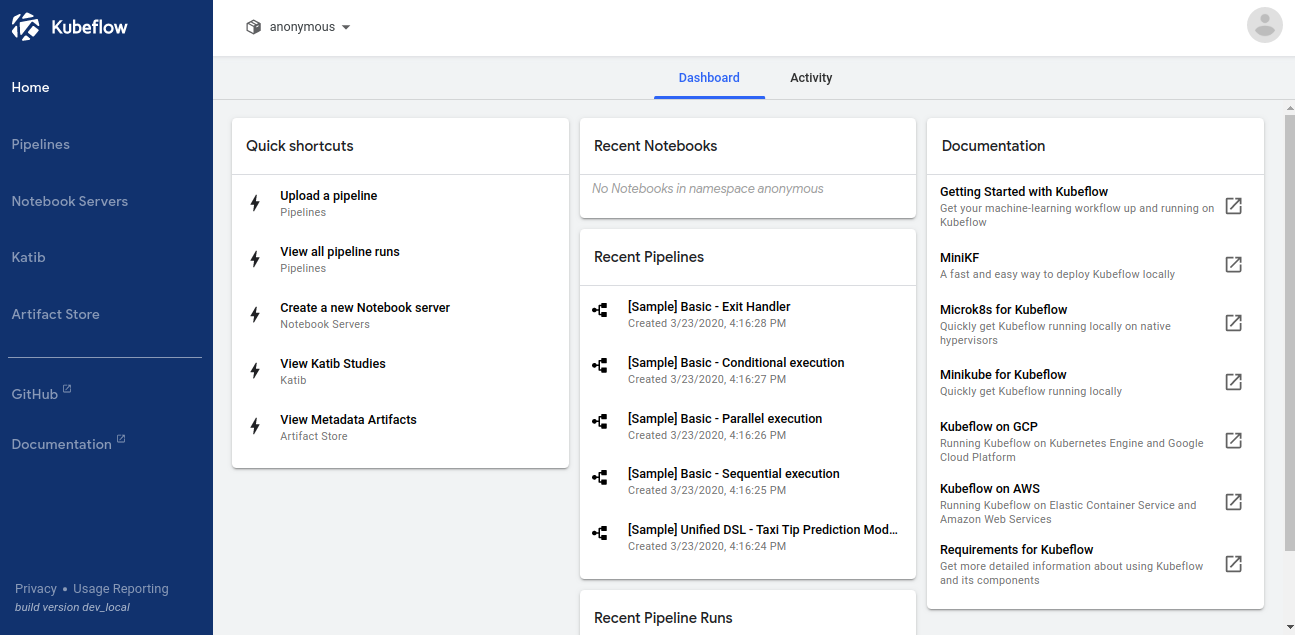 Kubeflow
anonymous
Home
Pipelines
Notebook Servers
Katib
Artifact Store
GitHub
Documentation
Privacy • Usage Reporting
build version dev_local
Dashboard
Activity
Quick shortcuts
Upload a pipeline
Pipelines
View all pipeline runs
Pipelines
Create a new Notebook server
Notebook Servers
View Katib Studies
Katib
View Metadata Artifacts
Artifact Store
Recent Notebooks
No Notebooks in namespace anonymous
Recent Pipelines
[Sample] Basic - Exit Handler
Created 3/23/2020, 4:16:28 PM
[Sample] Basic - Conditional execution
Created 3/23/2020, 4:16:27 PM
[Sample] Basic - Parallel execution
Created 3/23/2020, 4:16:26 PM
[Sample] Basic - Sequential execution
Created 3/23/2020, 4:16:25 PM
[Sample] Unified DSL - Taxi Tip Prediction Mod...
Created 3/23/2020, 4:16:24 PM
Recent Pipeline Runs
Documentation
Getting Started with Kubeflow
Get your machine-learning workflow up and running on
Kubeflow
MiniKF
A fast and easy way to deploy Kubeflow locally
Microk8s for Kubeflow
Quickly get Kubeflow running locally on native
hypervisors
Minikube for Kubeflow
Quickly get Kubeflow running locally
Kubeflow on GCP
Running Kubeflow on Kubernetes Engine and Google
Cloud Platform
Kubeflow on AWS
Running Kubeflow on Elastic Container Service and
Amazon Web Services
Requirements for Kubeflow
Get more detailed information about using Kubeflow
and its components